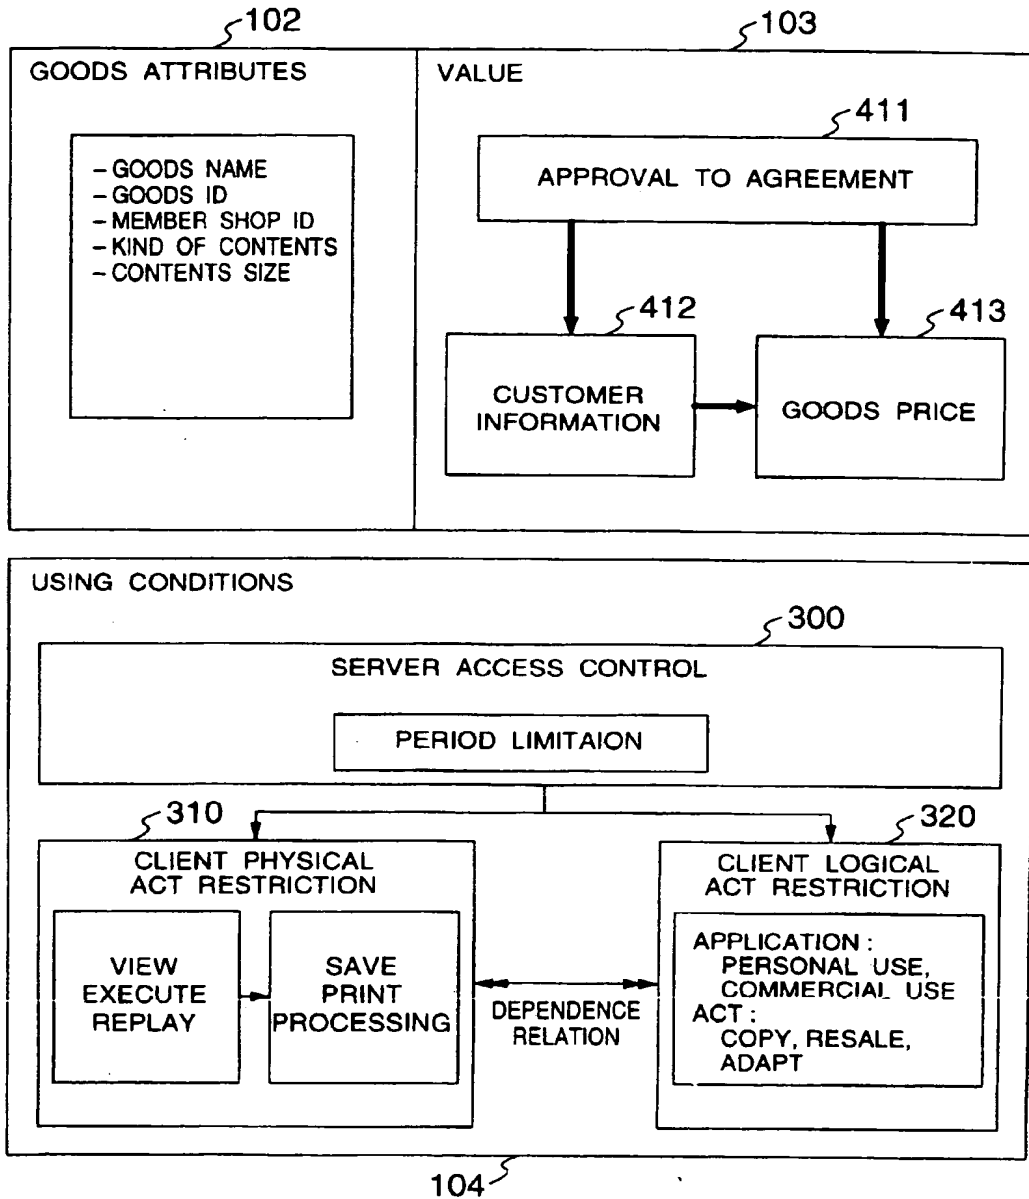 102
103
GOODS ATTRIBUTES
- GOODS NAME
- GOODS ID
- MEMBER SHOP ID
- KIND OF CONTENTS
- CONTENTS SIZE
VALUE
411
APPROVAL TO AGREEMENT
412
413
CUSTOMER
INFORMATION
GOODS PRICE
USING CONDITIONS
300
SERVER ACCESS CONTROL
PERIOD LIMITAION
310
320
CLIENT PHYSICAL
ACT RESTRICTION
VIEW
EXECUTE
REPLAY
SAVE
PRINT
PROCESSING
DEPENDENCE
RELATION
CLIENT LOGICAL
ACT RESTRICTION
APPLICATION :
PERSONAL USE,
COMMERCIAL USE
ACT :
COPY, RESALE,
ADAPT
104